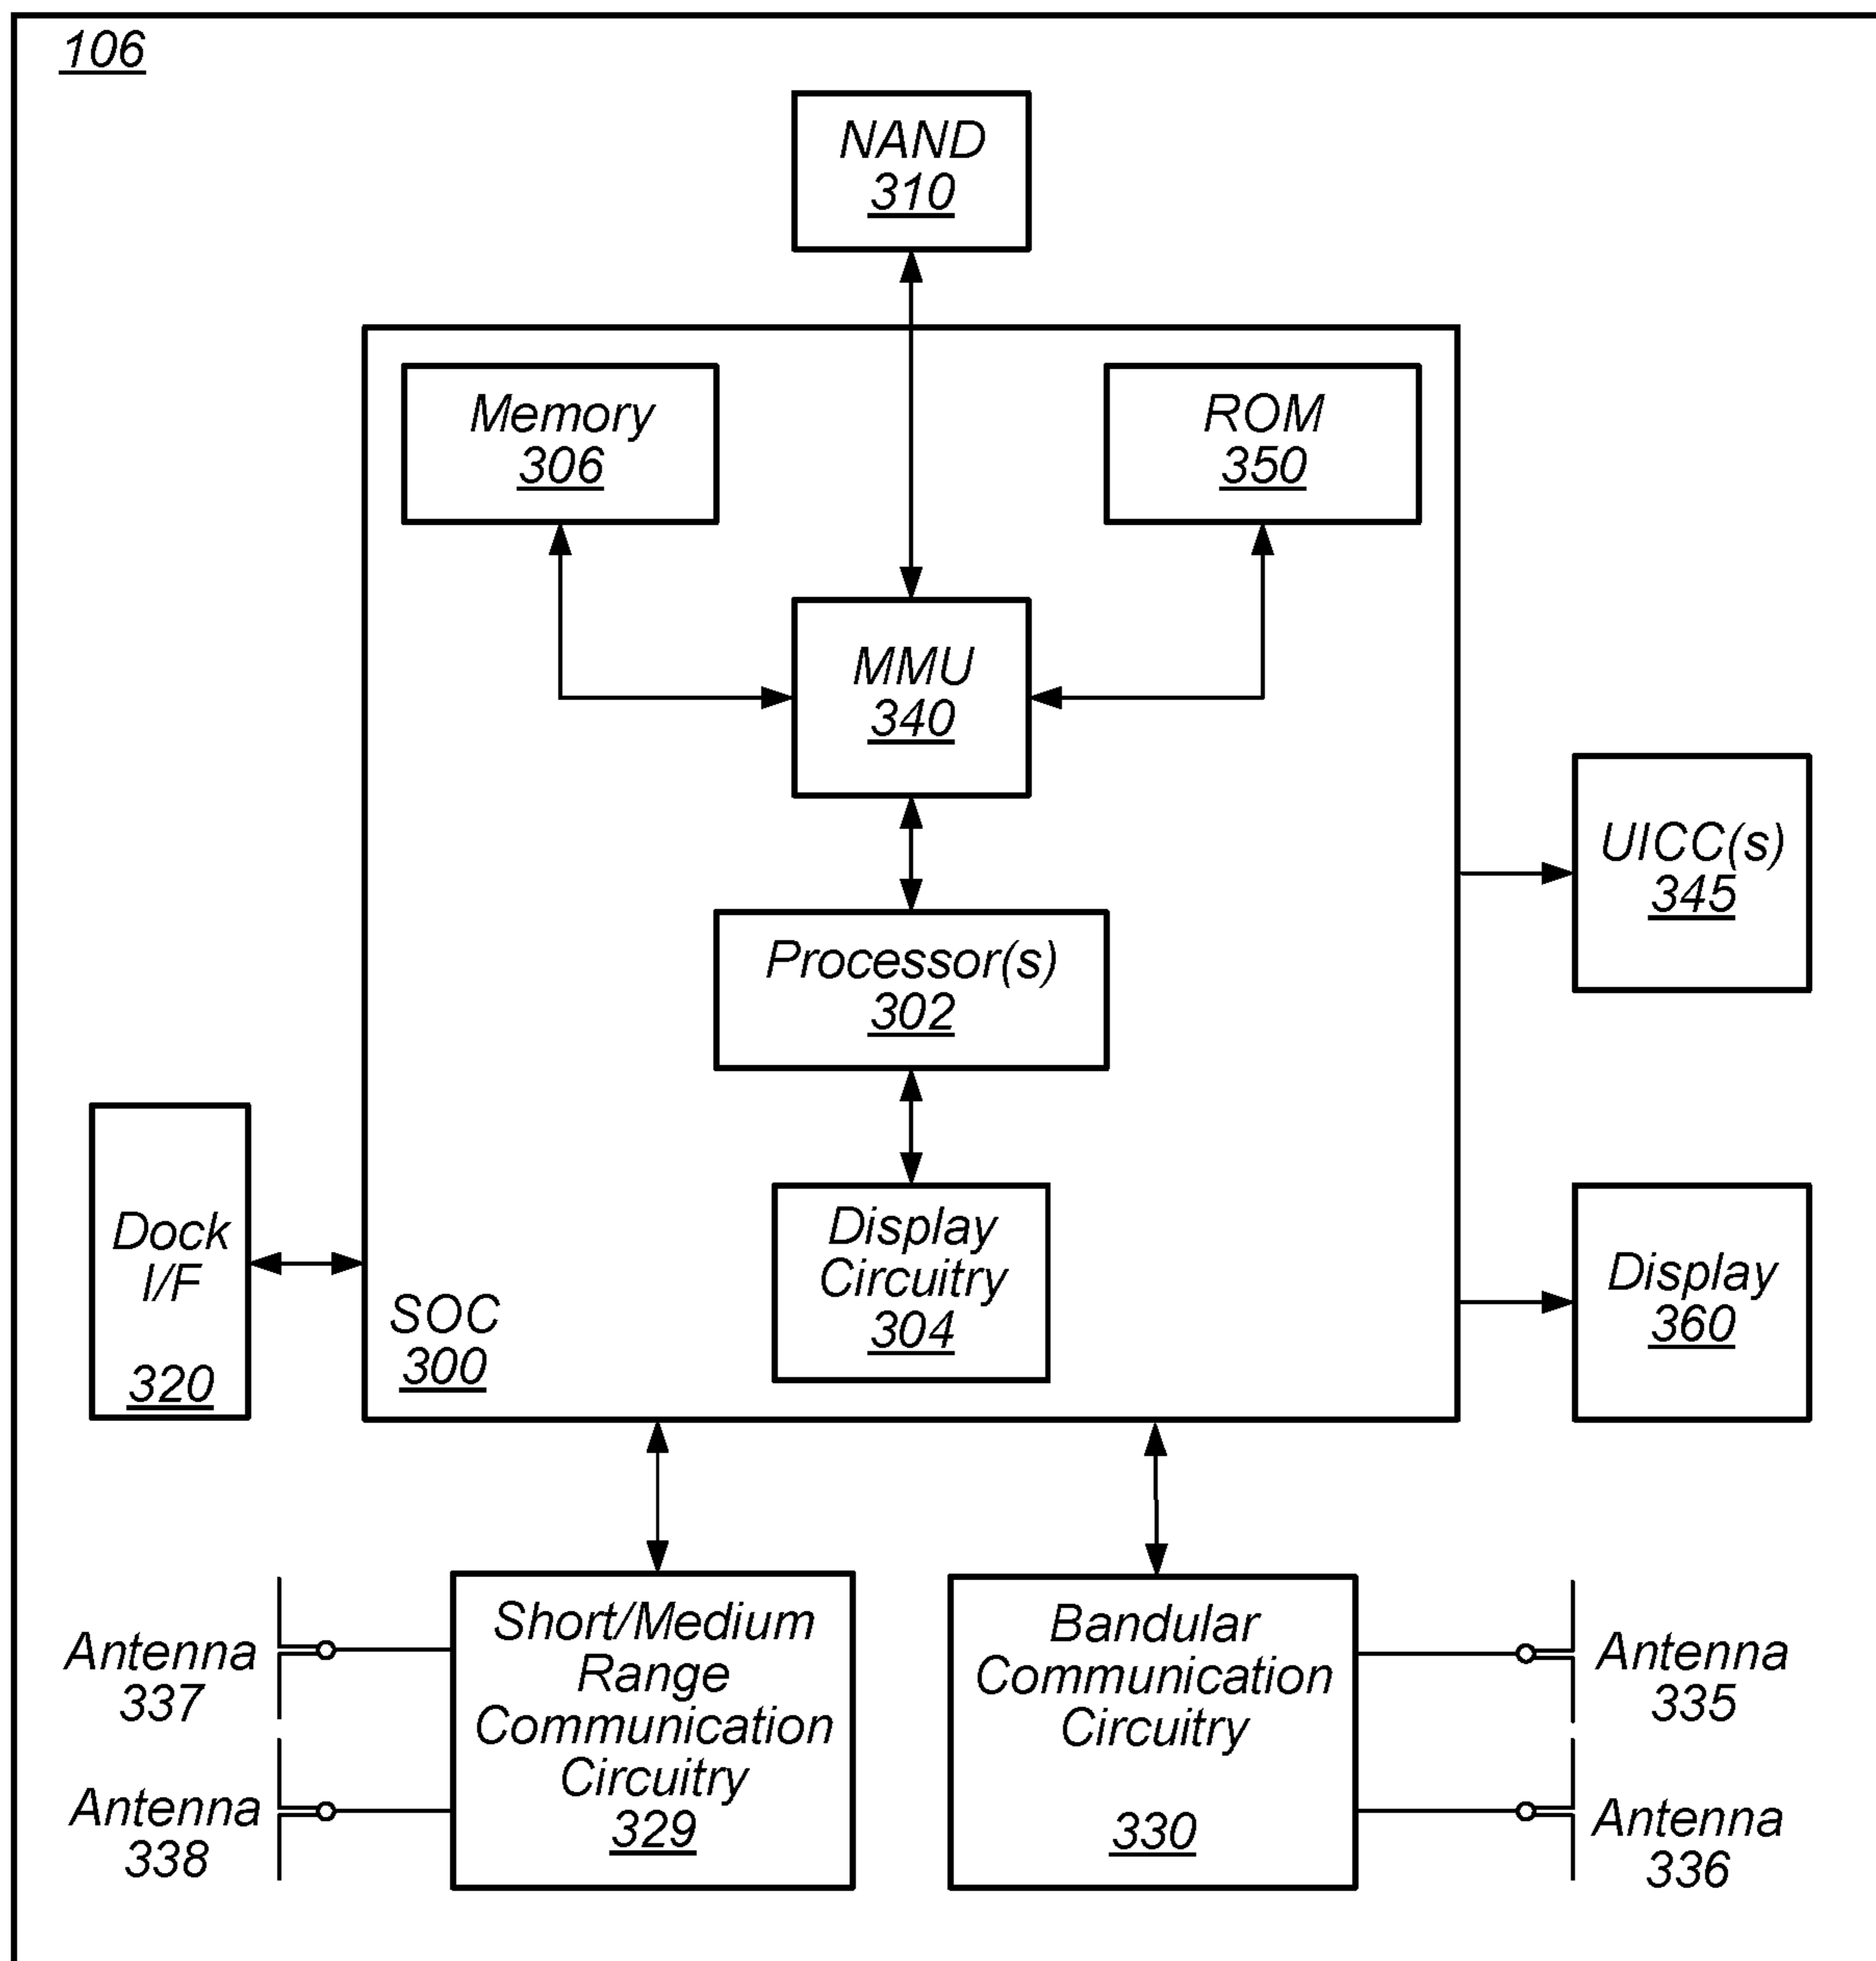 106
NAND
310
Memory
306
ROM
350
MMU
340
UICC(s)
345
Processor(s)
302
Dock
I/F
320
Display
Circuitry
304
SOC
300
Display
360
Short/Medium
Range
Communication
Circuitry
329
Bandular
Communication
Circuitry
330
Antenna
337
Antenna
338
Antenna
335
Antenna
336